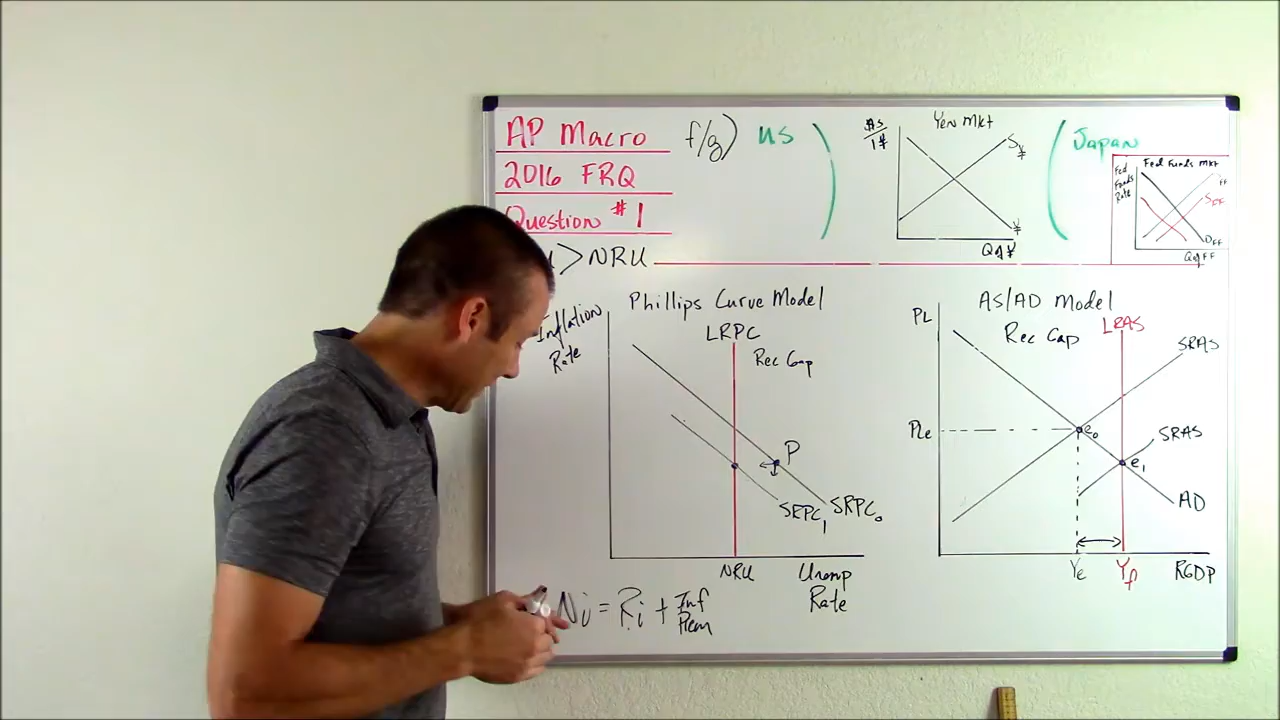 AP Macro
2016 FRQ
Question #1
f/g) US
$s/1¥
Yen Mkt
S¥
¥
Q of ¥
Japan
Fed Funds Mkt
Fed Funds Rate
FF
SFF
DFF
Q of FF
u > NRU
Phillips Curve Model
Inflation
Rate
LRPC
Rec Gap
P
SRPC1
SRPC0
NRU
Unemp
Rate
Ni = Ri + Inf
Prem
AS/AD Model
Rec Gap
PL
LRAS
SRAS
PLe
e0
SRAS
e1
AD
Ye
Yf
RGDP